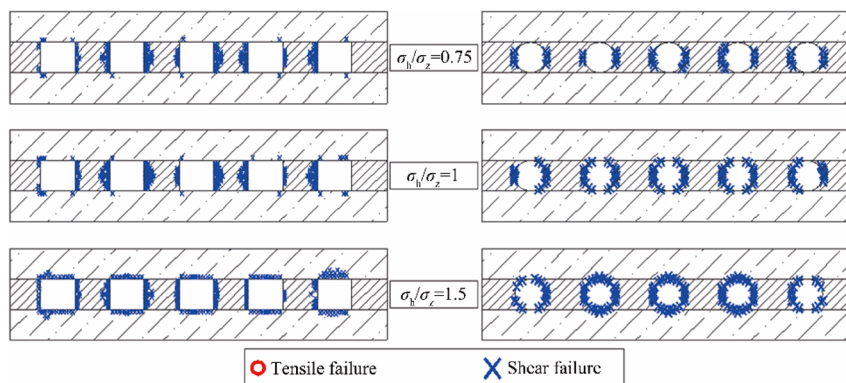 σh/σz=0.75
σh/σz=1
σh/σz=1.5
Tensile failure
Shear failure